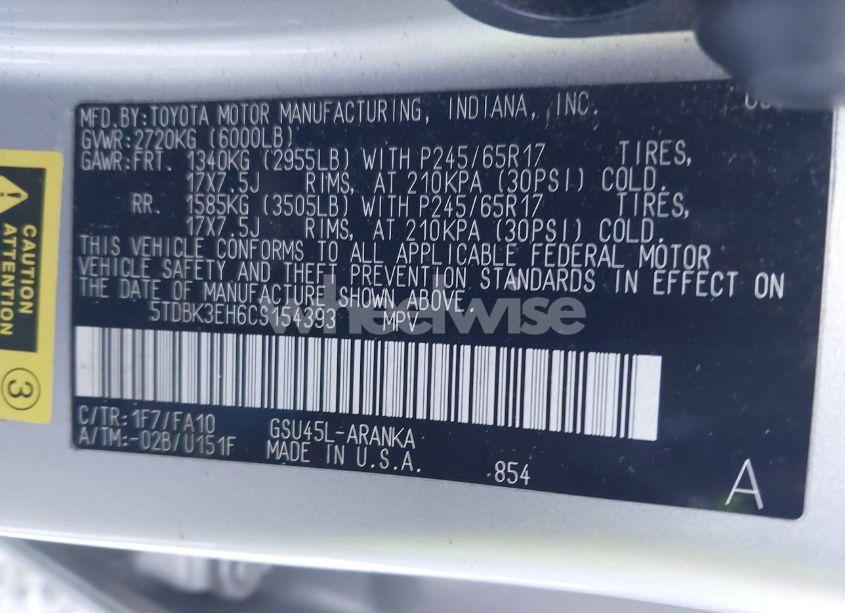 MFD.BY:TOYOTA MOTOR MANUFACTURING, INDIANA, INC.
GVWR:2720KG (6000LB)
GAWR:FRT. 1340KG (2955LB) WITH P245/65R17 TIRES,
17X7.5J RIMS, AT 210KPA (30PSI) COLD.
RR. 1585KG (3505LB) WITH P245/65R17 TIRES,
17X7.5J RIMS, AT 210KPA (30PSI) COLD.
THIS VEHICLE CONFORMS TO ALL APPLICABLE FEDERAL MOTOR
VEHICLE SAFETY AND THEFT PREVENTION STANDARDS IN EFFECT ON
THE DATE OF MANUFACTURE SHOWN ABOVE.
5TDBK3EH6CS154393 MPV
wheelwise
C/TR:1F7/FA10 GSU45L-ARANKA
A/TM:-02B/U151F MADE IN U.S.A.
854
A
CAUTION
ATTENTION
3